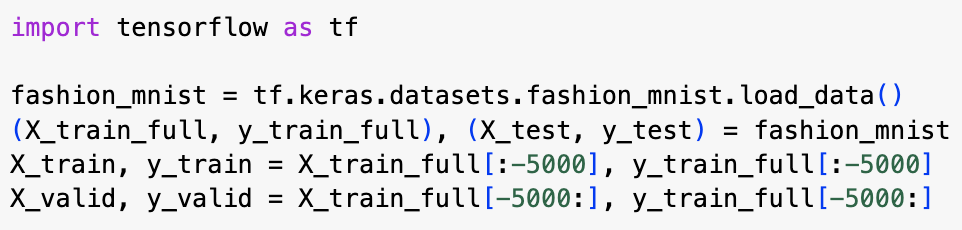 import tensorflow as tf
fashion_mnist = tf.keras.datasets.fashion_mnist.load_data()
(X_train_full, y_train_full), (X_test, y_test) = fashion_mnist
X_train, y_train = X_train_full[:-5000], y_train_full[:-5000]
X_valid, y_valid = X_train_full[-5000:], y_train_full[-5000:]